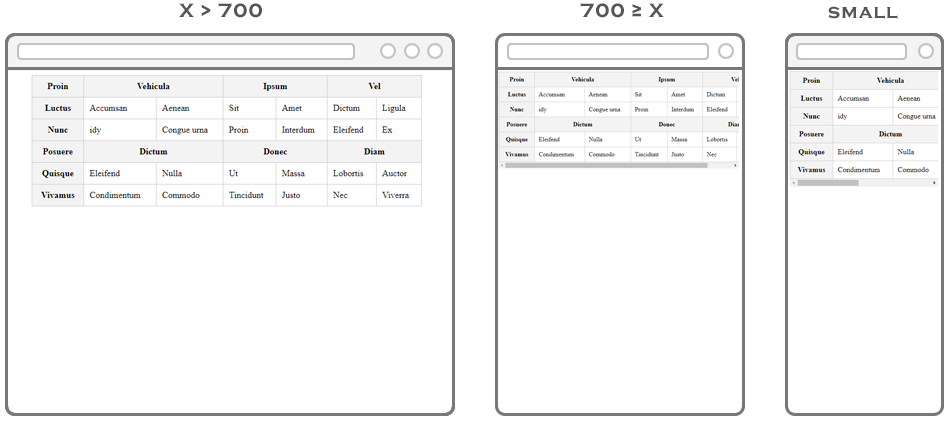 X > 700
Proin Vehicula Ipsum Vel
Luctus Accumsan Aenean Sit Amet Dictum Ligula
Nunc idy Congue urna Proin Interdum Eleifend Ex
Posuere Dictum Donec Diam
Quisque Eleifend Nulla Ut Massa Lobortis Auctor
Vivamus Condimentum Commodo Tincidunt Justo Nec Viverra
700 ≥ X
Proin Vehicula Ipsum Vel
Luctus Accumsan Aenean Sit Amet Dictum
Nunc idy Congue urna Proin Interdum Eleifend
Posuere Dictum Donec Dian
Quisque Eleifend Nulla Ut Massa Lobortis
Vivamus Condimentum Commodo Tincidunt Justo Nec
SMALL
Proin Vehicula
Luctus Accumsan Aenean
Nunc idy Congue urna
Posuere Dictum
Quisque Eleifend Nulla
Vivamus Condimentum Commodo